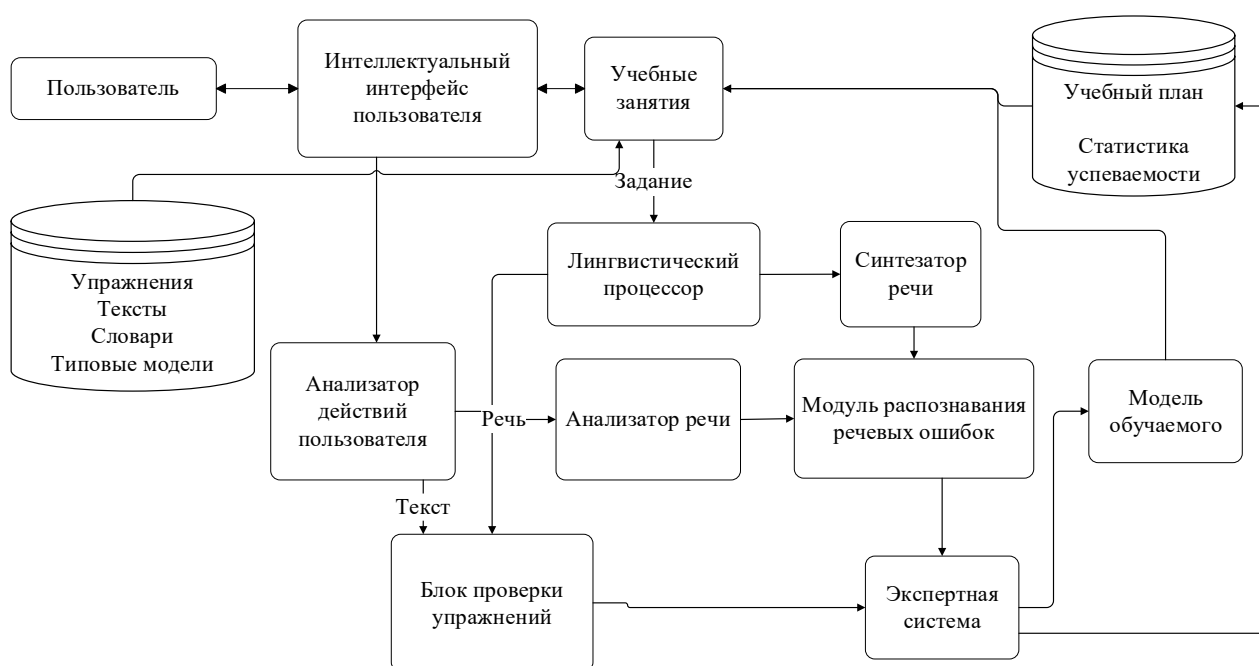 Пользователь
Интеллектуальный
интерфейс
пользователя
Учебные
занятия
Учебный план
Статистика
успеваемости
Задание
Упражнения
Тексты
Словари
Типовые модели
Лингвистический
процессор
Синтезатор
речи
Анализатор
действий
пользователя
Речь
Анализатор речи
Модуль распознавания
речевых ошибок
Модель
обучаемого
Текст
Блок проверки
упражнений
Экспертная
система